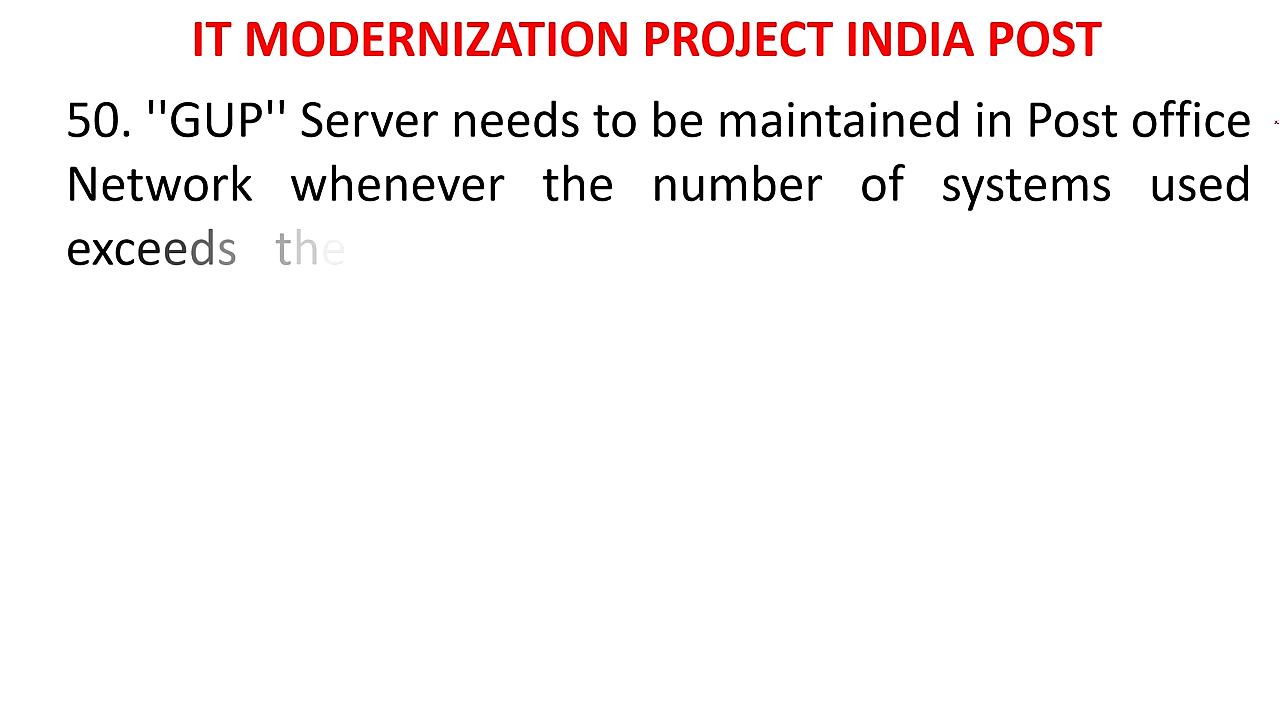 IT MODERNIZATION PROJECT INDIA POST
50. ''GUP'' Server needs to be maintained in Post office
Network whenever the number of systems used
exceeds the